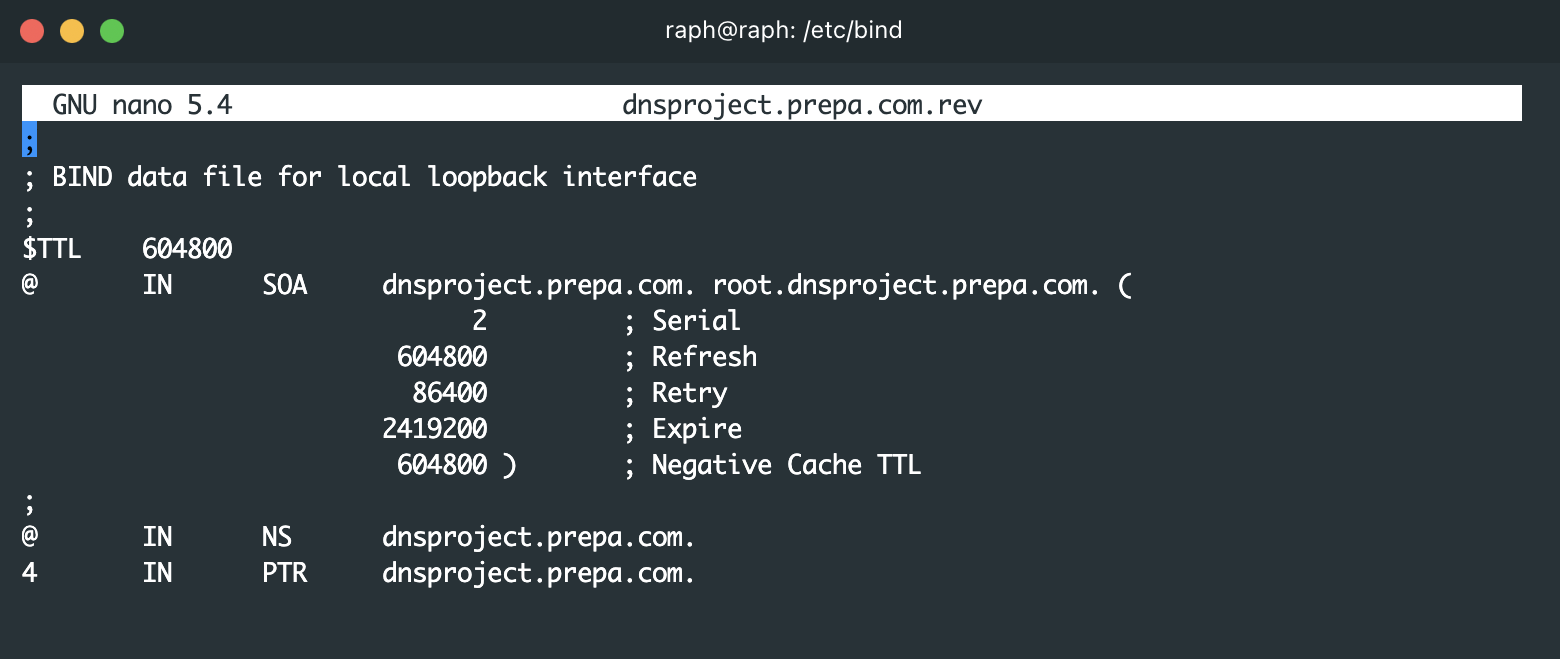 raph@raph: /etc/bind
GNU nano 5.4 dnsproject.prepa.com.rev
;
; BIND data file for local loopback interface
;
$TTL 604800
@ IN SOA dnsproject.prepa.com. root.dnsproject.prepa.com. (
2 ; Serial
604800 ; Refresh
86400 ; Retry
2419200 ; Expire
604800 ) ; Negative Cache TTL
;
@ IN NS dnsproject.prepa.com.
4 IN PTR dnsproject.prepa.com.